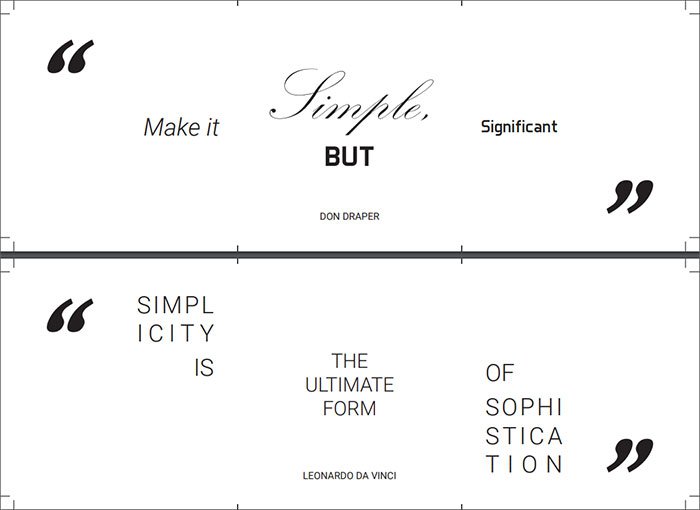 “
Make it
Simple,
BUT
Significant
DON DRAPER
”
“
SIMPL
ICITY
IS
THE
ULTIMATE
FORM
OF
SOPHI
STICA
TION
LEONARDO DA VINCI
”